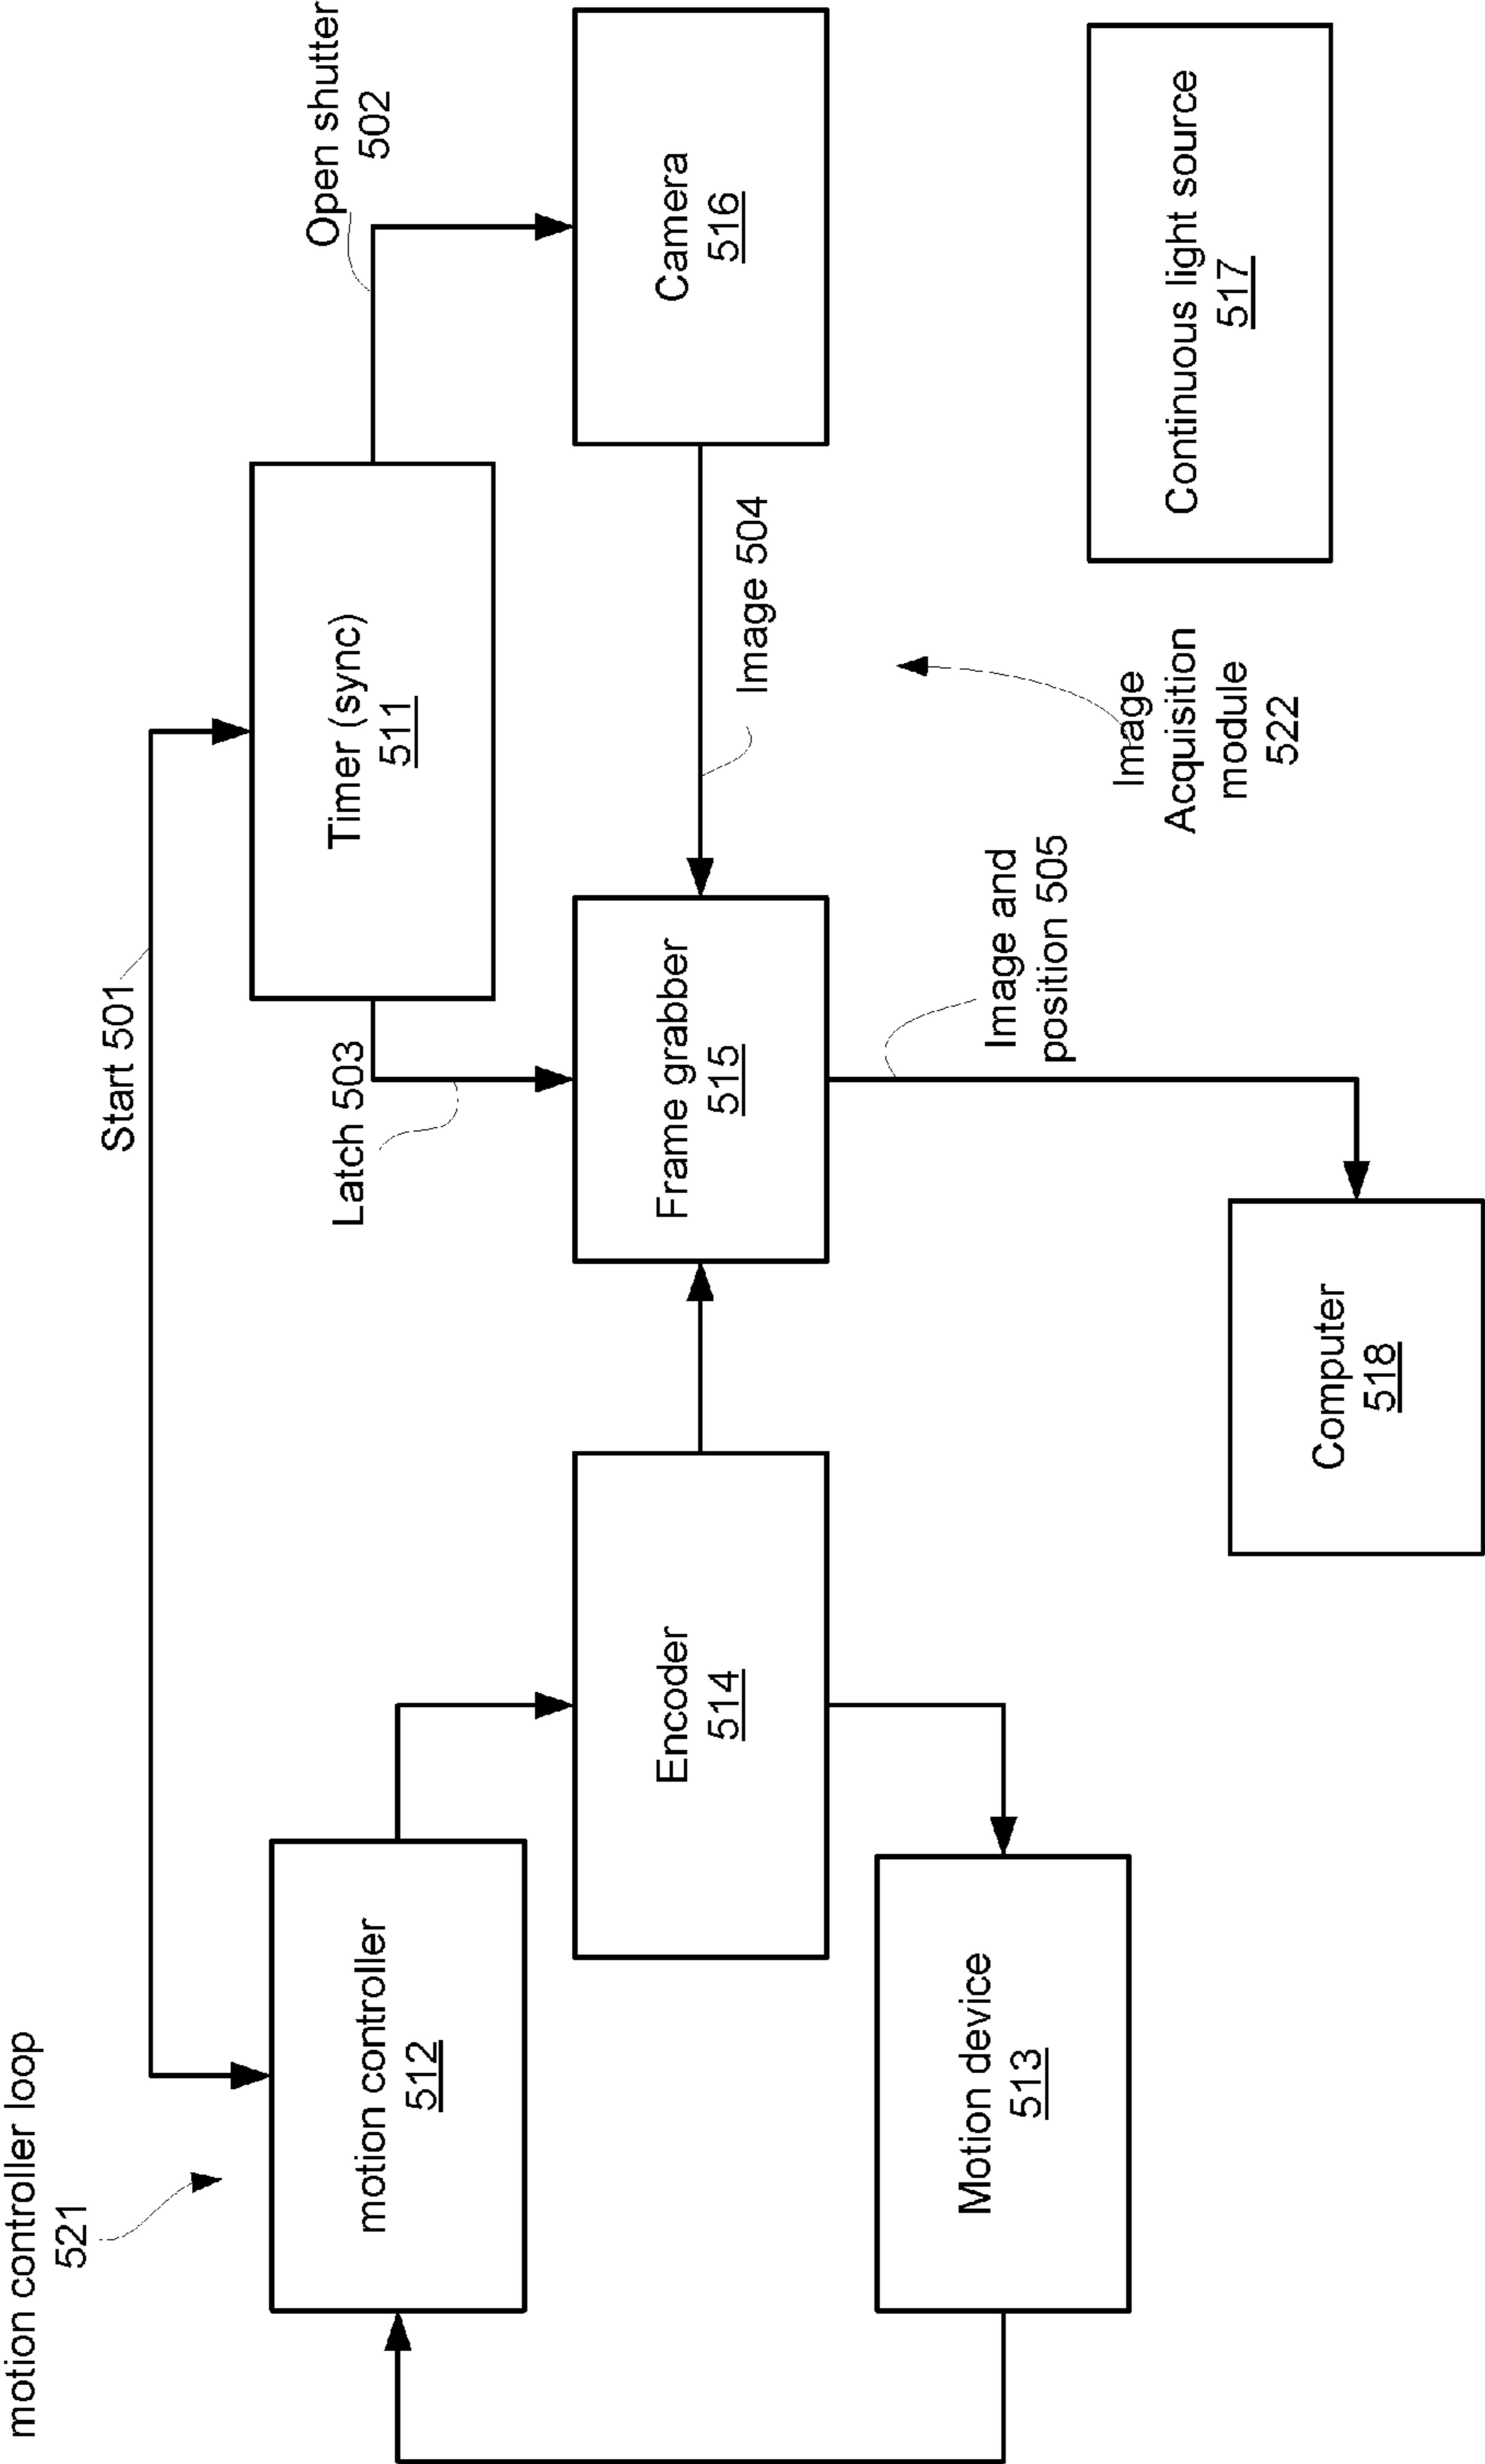 motion controller loop
521
Start 501
motion controller
512
Timer (sync)
511
Open shutter
502
Latch 503
Encoder
514
Frame grabber
515
Image 504
Camera
516
Motion device
513
Image and
position 505
Image
Acquisition
module
522
Continuous light source
517
Computer
518